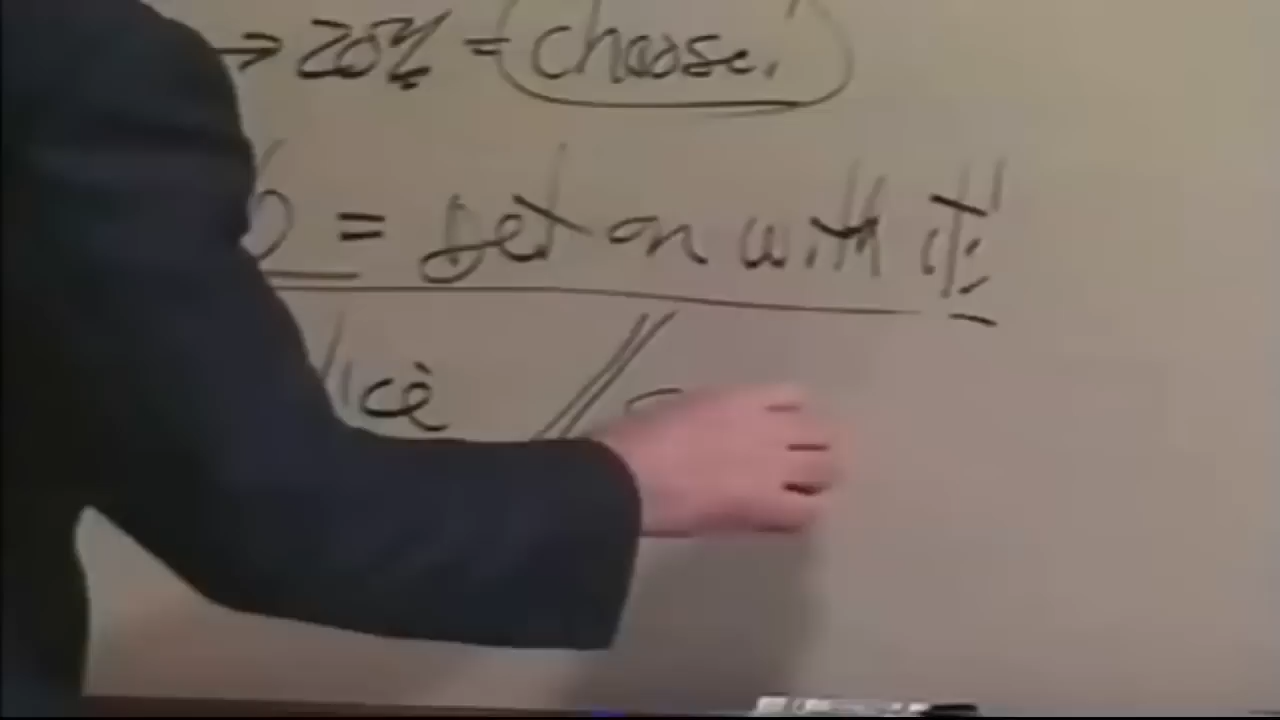 → 20% = choose!
% = get on with it!
ice //